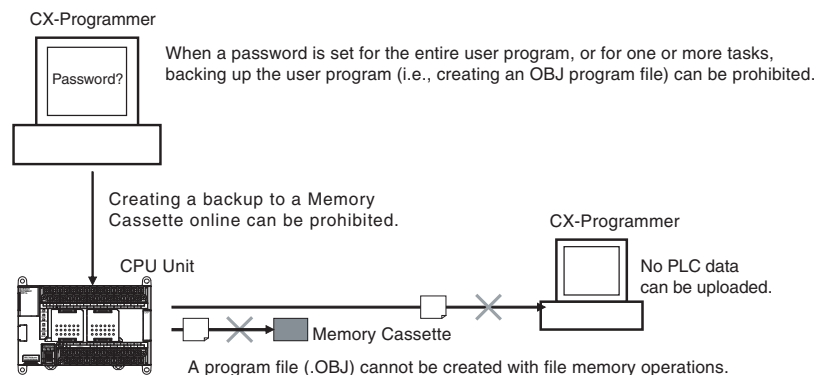 CX-Programmer
Password?
When a password is set for the entire user program, or for one or more tasks,
backing up the user program (i.e., creating an OBJ program file) can be prohibited.
Creating a backup to a Memory
Cassette online can be prohibited.
CX-Programmer
CPU Unit
No PLC data
can be uploaded.
Memory Cassette
A program file (.OBJ) cannot be created with file memory operations.